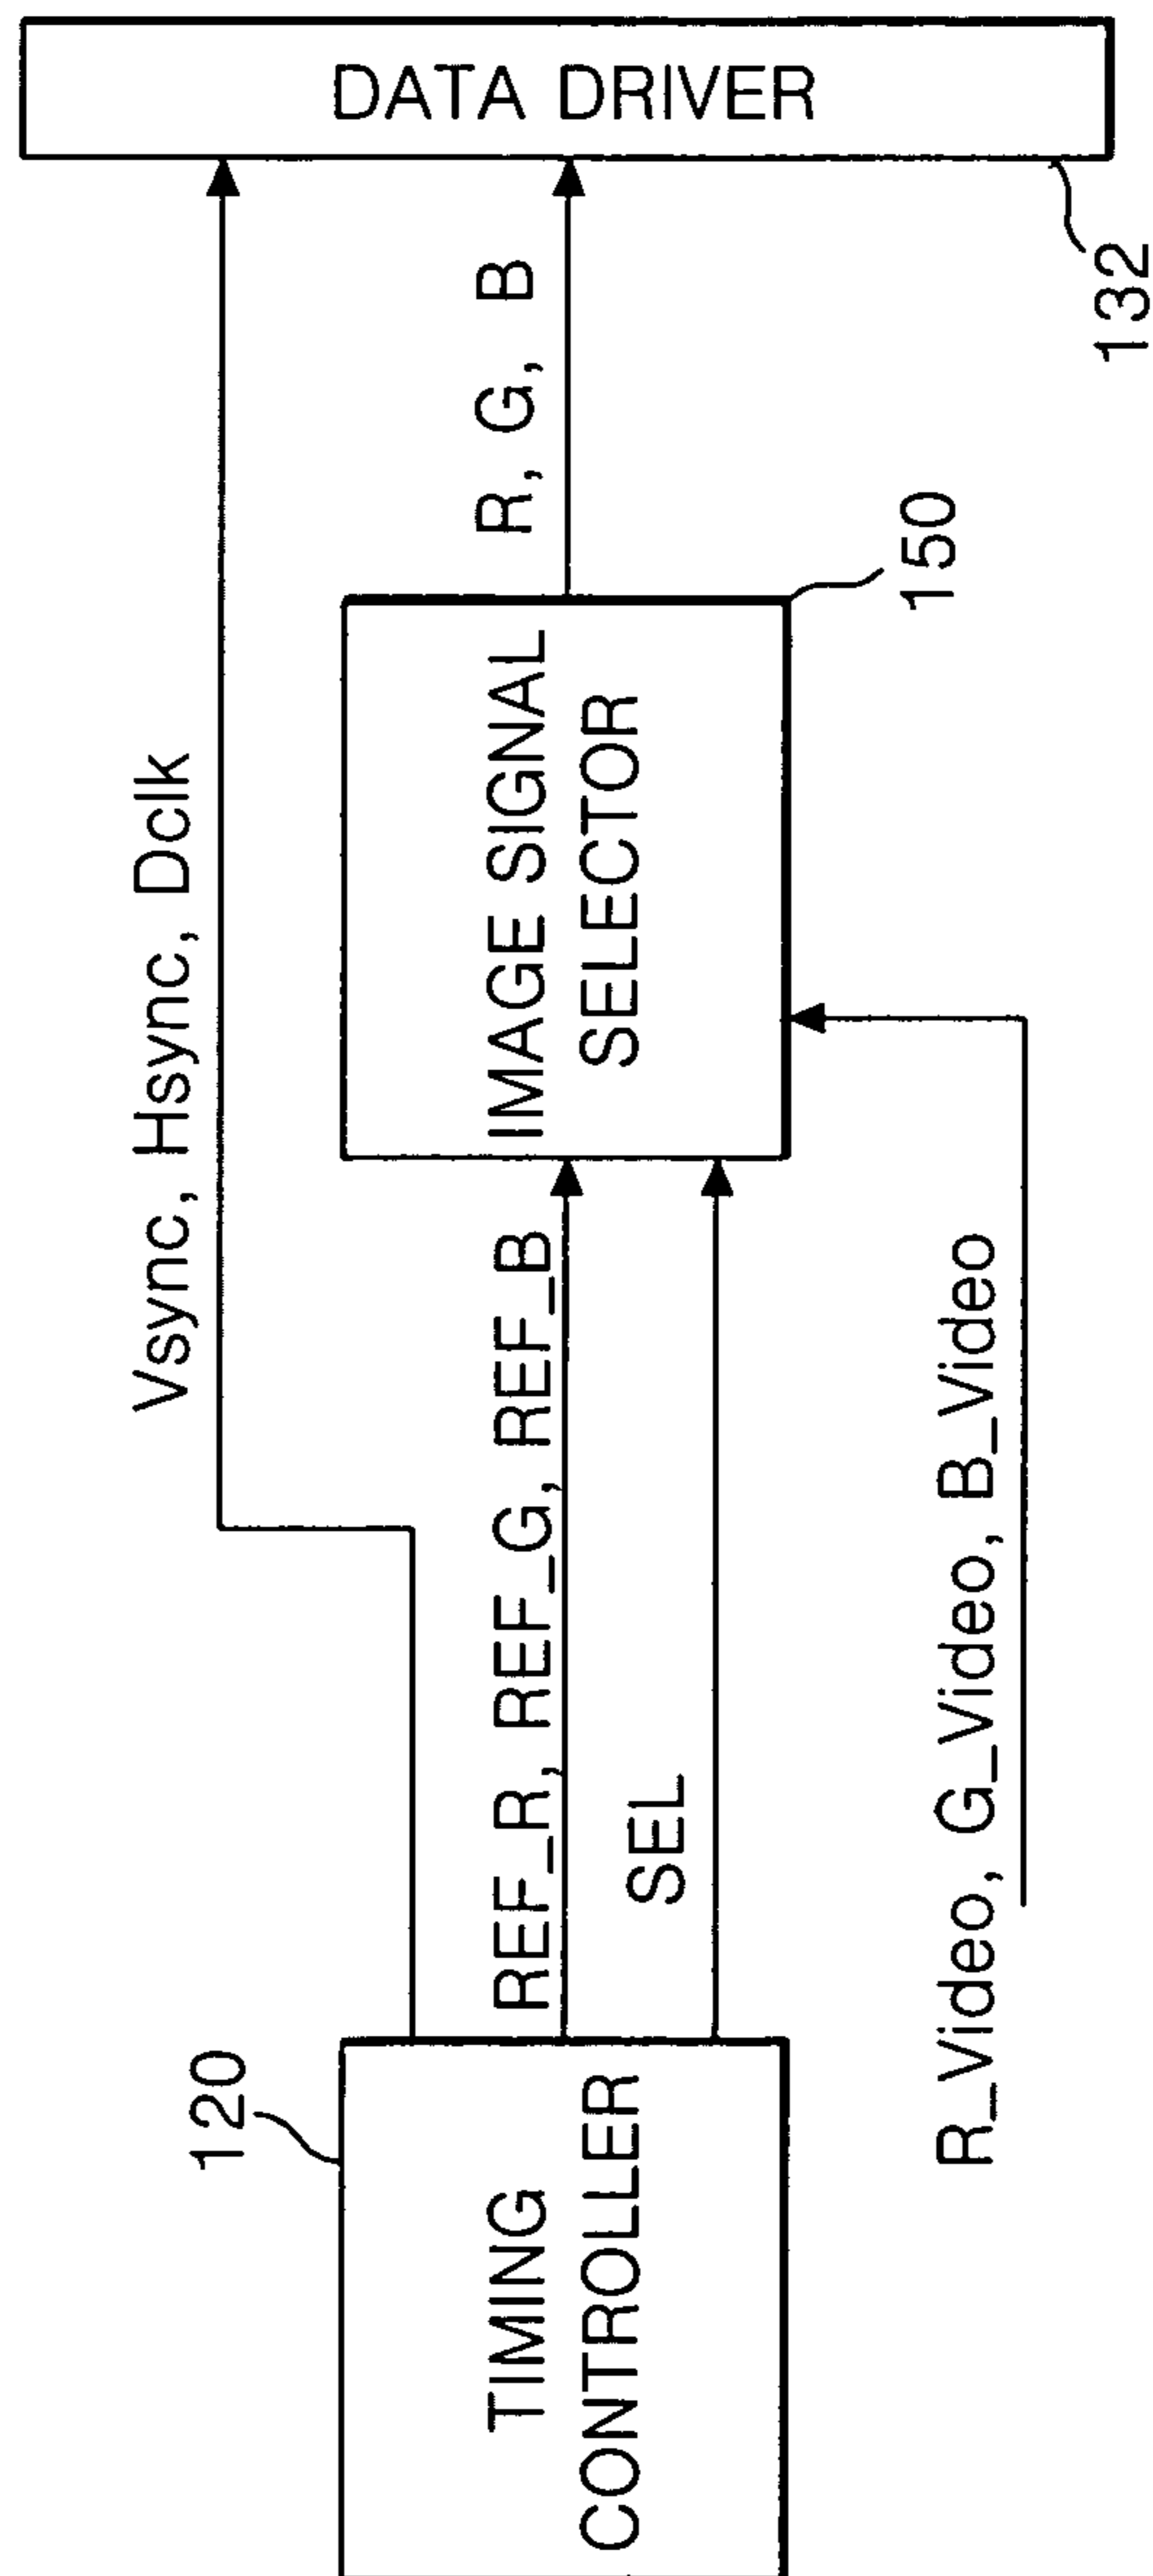 DATA DRIVER
132
Vsync, Hsync, Dclk
R, G, B
IMAGE SIGNAL
SELECTOR
150
REF_R, REF_G, REF_B
SEL
R_Video, G_Video, B_Video
120
TIMING
CONTROLLER